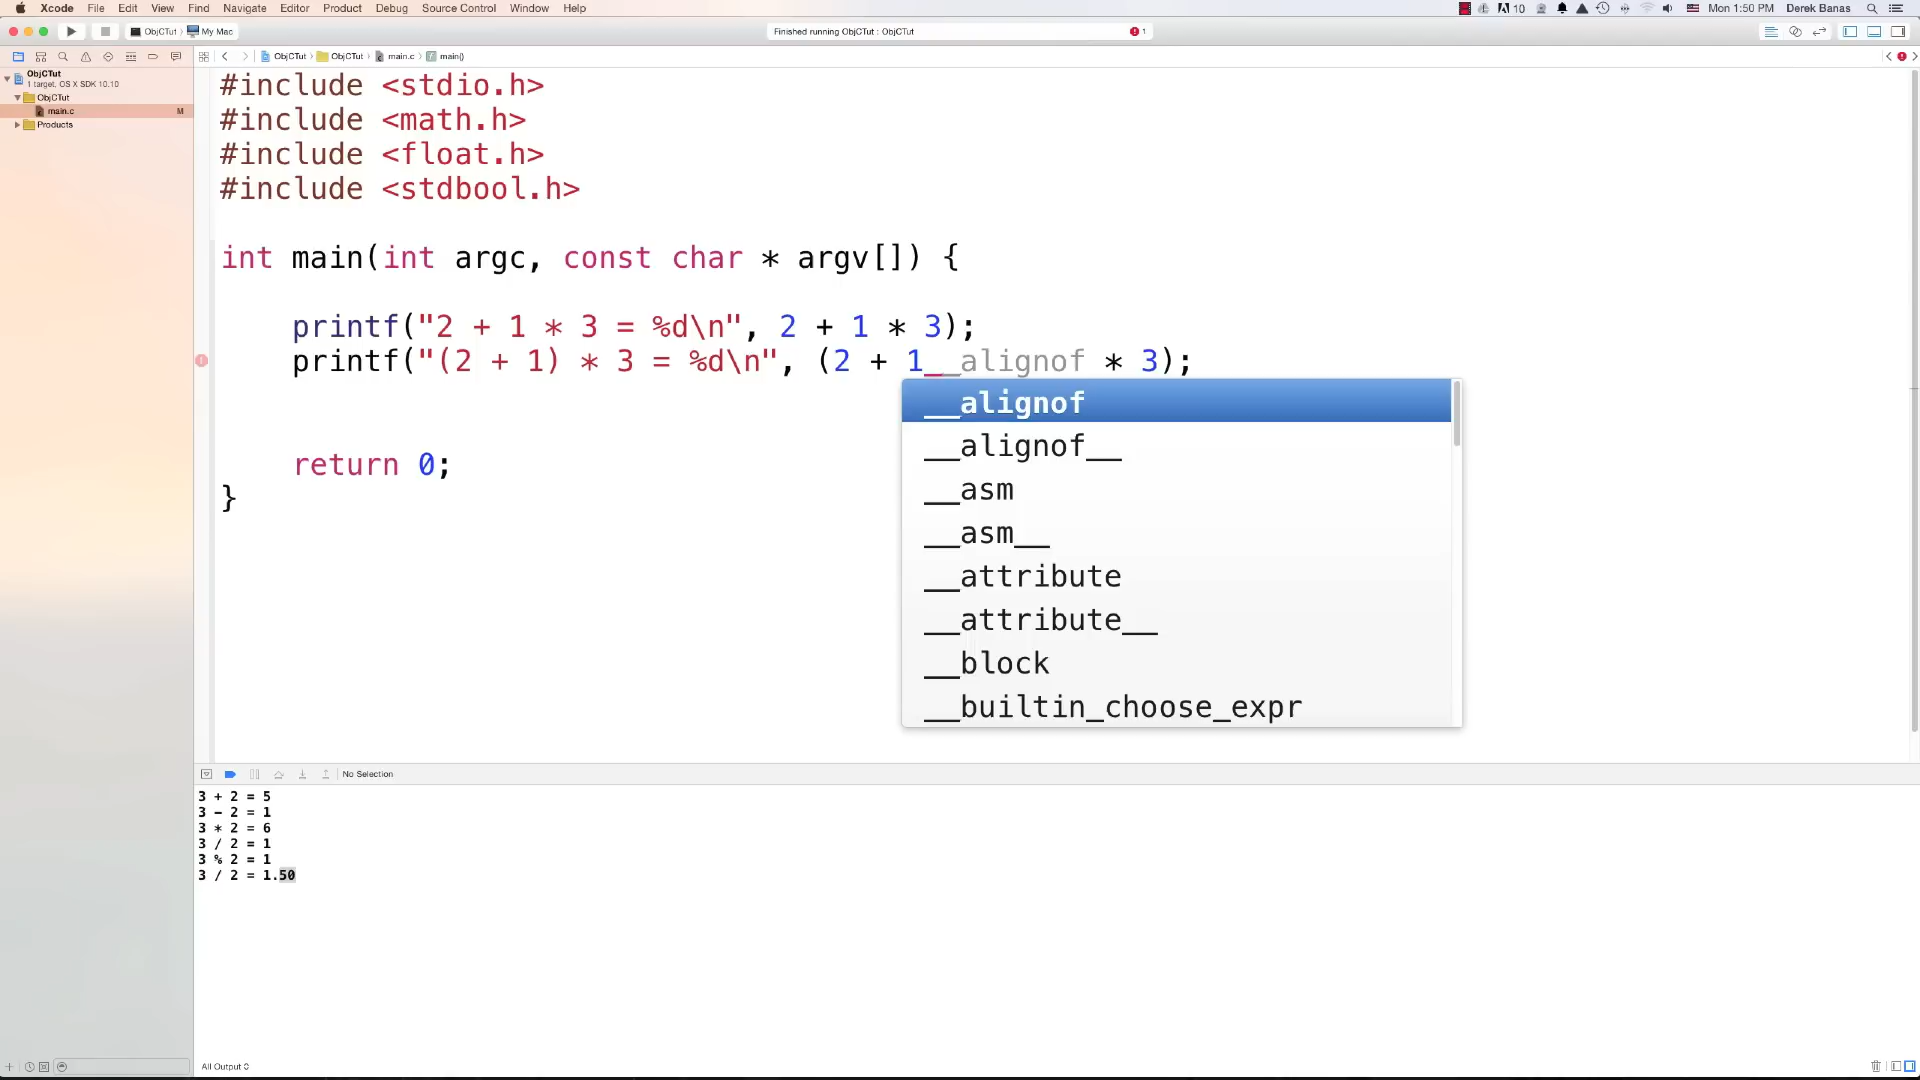 Xcode File Edit View Find Navigate Editor Product Debug Source Control Window Help 10 Mon 1:50 PM Derek Banas
ObjCTut My Mac Finished running ObjCTut : ObjCTut 1
ObjCTut ObjCTut main.c main()
ObjCTut
1 target, OS X SDK 10.10
ObjCTut
main.c M
Products
#include <stdio.h>
#include <math.h>
#include <float.h>
#include <stdbool.h>
int main(int argc, const char * argv[]) {
printf("2 + 1 * 3 = %d\n", 2 + 1 * 3);
printf("(2 + 1) * 3 = %d\n", (2 + 1__alignof * 3);
__alignof
__alignof__
__asm
__asm__
__attribute
__attribute__
__block
__builtin_choose_expr
return 0;
}
No Selection
3 + 2 = 5
3 - 2 = 1
3 * 2 = 6
3 / 2 = 1
3 % 2 = 1
3 / 2 = 1.50
All Output